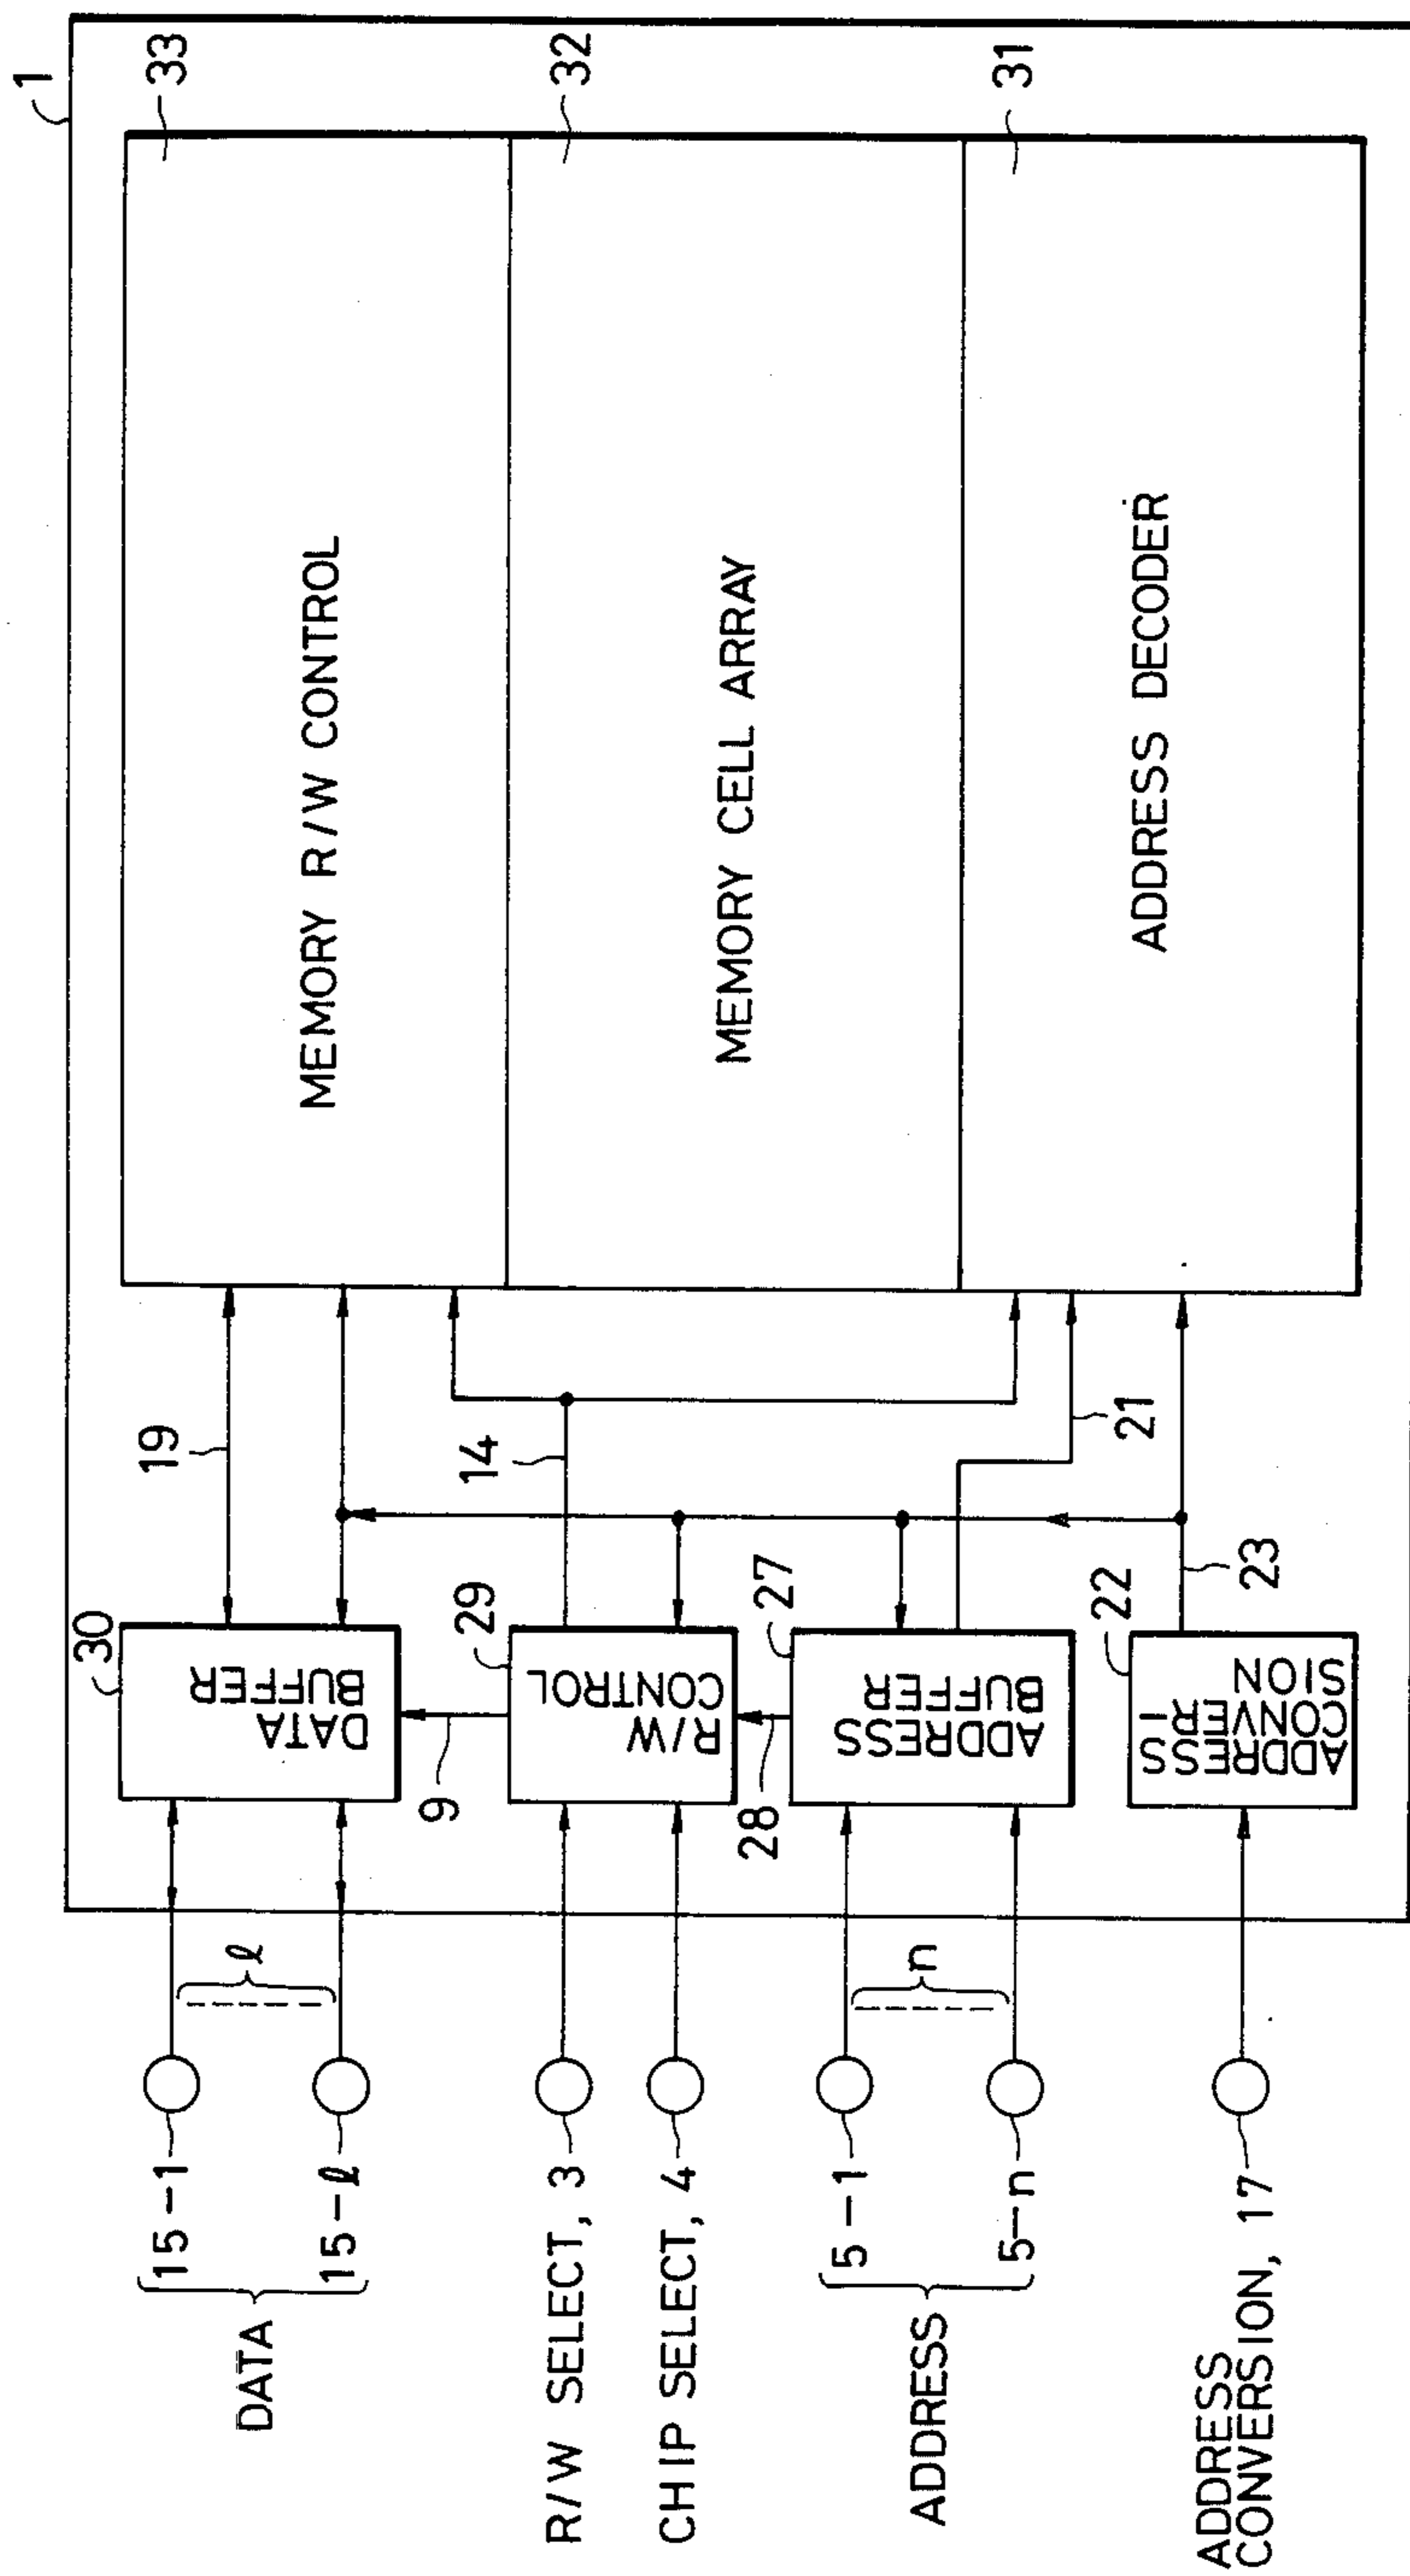 1
33
32
31
MEMORY R/W CONTROL
MEMORY CELL ARRAY
ADDRESS DECODER
19
14
21
23
30
DATA
BUFFER
9
29
R/W
CONTROL
28
27
ADDRESS
BUFFER
22
ADDRESS
CONVER-
SION
ℓ
n
DATA
15-1
15-ℓ
R/W SELECT, 3
CHIP SELECT, 4
ADDRESS
5-1
5-n
ADDRESS
CONVERSION, 17